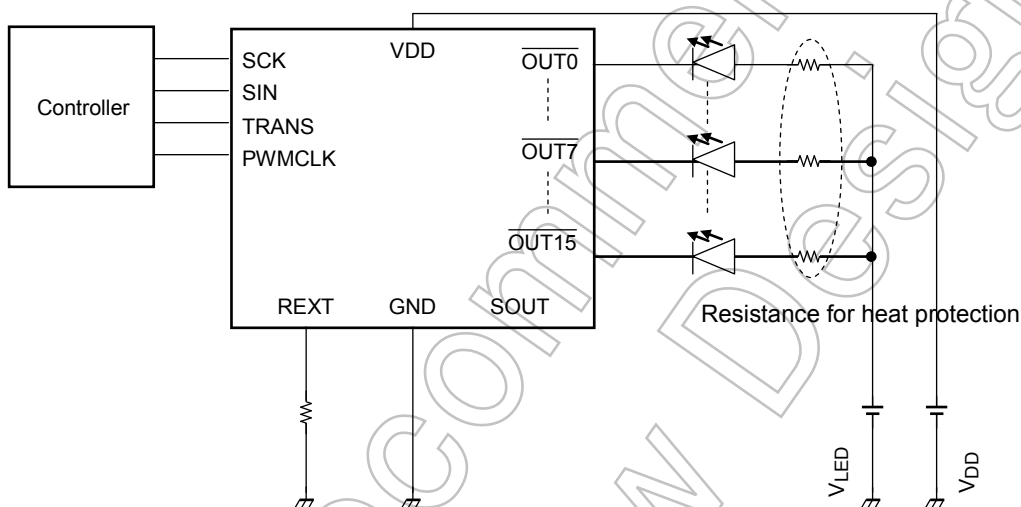 Controller
SCK
SIN
TRANS
PWMCLK
VDD
OUT0
OUT7
OUT15
REXT
GND
SOUT
Resistance for heat protection
VLED
VDD